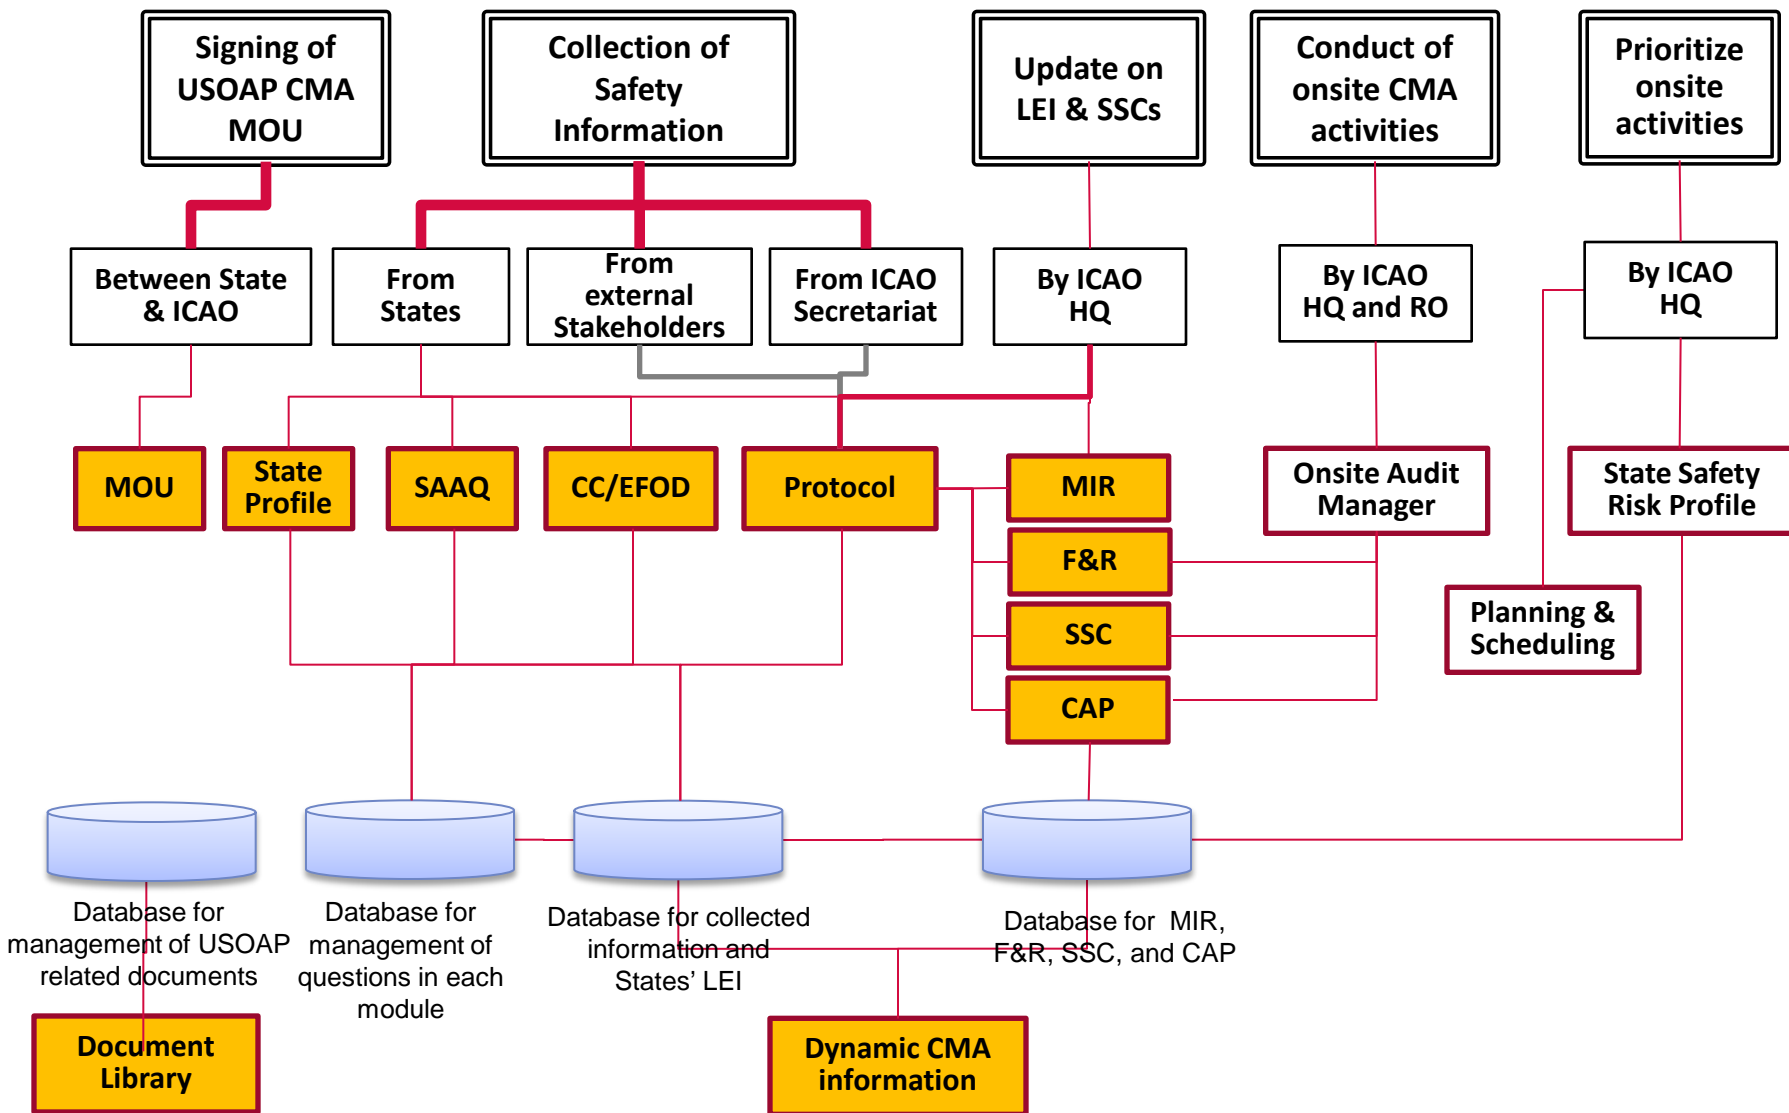 Signing of
USOAP CMA
MOU
Collection of
Safety
Information
Update on
LEI & SSCs
Conduct of
onsite CMA
activities
Prioritize
onsite
activities
Between State
& ICAO
From
States
From
external
Stakeholders
From ICAO
Secretariat
By ICAO
HQ
By ICAO
HQ and RO
By ICAO
HQ
MOU
State
Profile
SAAQ
CC/EFOD
Protocol
MIR
F&R
SSC
CAP
Onsite Audit
Manager
State Safety
Risk Profile
Planning &
Scheduling
Database for
management of USOAP
related documents
Database for
management of
questions in each
module
Database for collected
information and
States’ LEI
Database for  MIR,
F&R, SSC, and CAP
Document
Library
Dynamic CMA
information